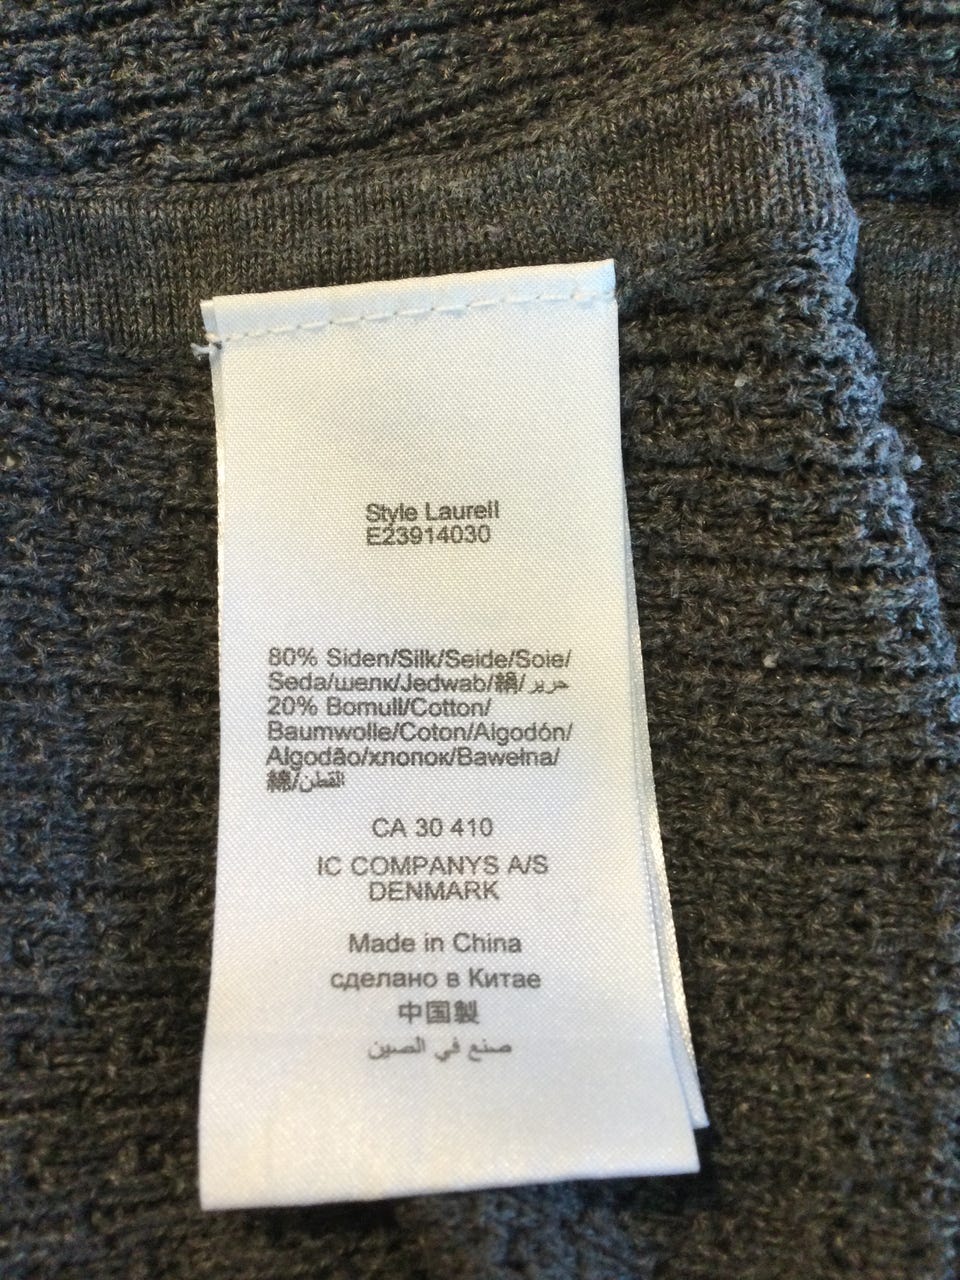 Style Laurell
E23914030
80% Siden/Silk/Seide/Soie/
Seda/шелк/Jedwab/絹/حرير
20% Bomull/Cotton/
Baumwolle/Coton/Algodón/
Algodão/хлопок/Bawełna/
綿/القطن
CA 30 410
IC COMPANYS A/S
DENMARK
Made in China
сделано в Китае
中国製
صنع في الصين